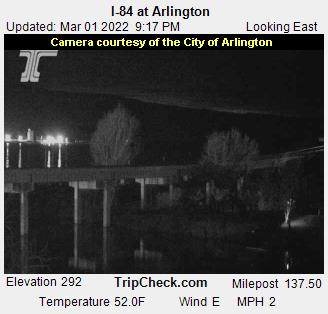 I-84 at Arlington
Updated: Mar 01 2022 9:17 PM Looking East
Camera courtesy of the City of Arlington
Elevation 292 TripCheck.com Milepost 137.50
Temperature 52.0F Wind E MPH 2